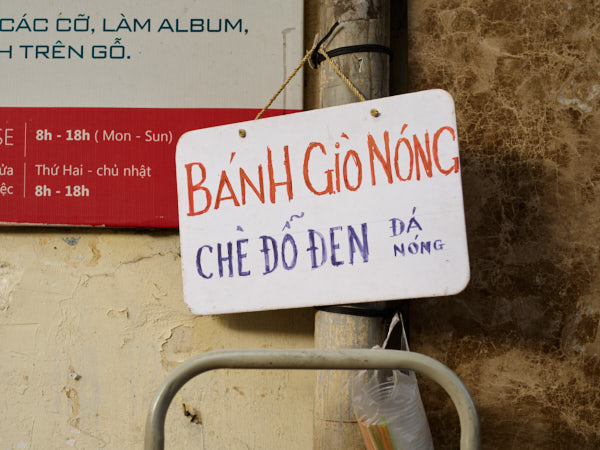 CÁC CỠ, LÀM ALBUM,
TRÊN GỖ.
8h - 18h ( Mon - Sun)
Thứ Hai - chủ nhật
8h - 18h
BÁNH GIÒ NÓNG
CHÈ ĐỖ ĐEN ĐÁ
NÓNG